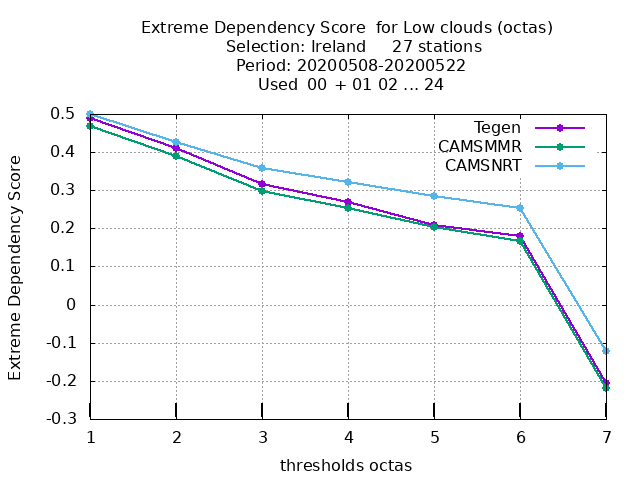 Extreme Dependency Score  for Low clouds (octas)
Selection: Ireland     27 stations
Period: 20200508-20200522
Used  00  + 01 02 ... 24
Extreme Dependency Score
0.5
0.4
0.3
0.2
0.1
0
-0.1
-0.2
-0.3
Tegen
CAMSMMR
CAMSNRT
1 2 3 4 5 6 7
thresholds octas